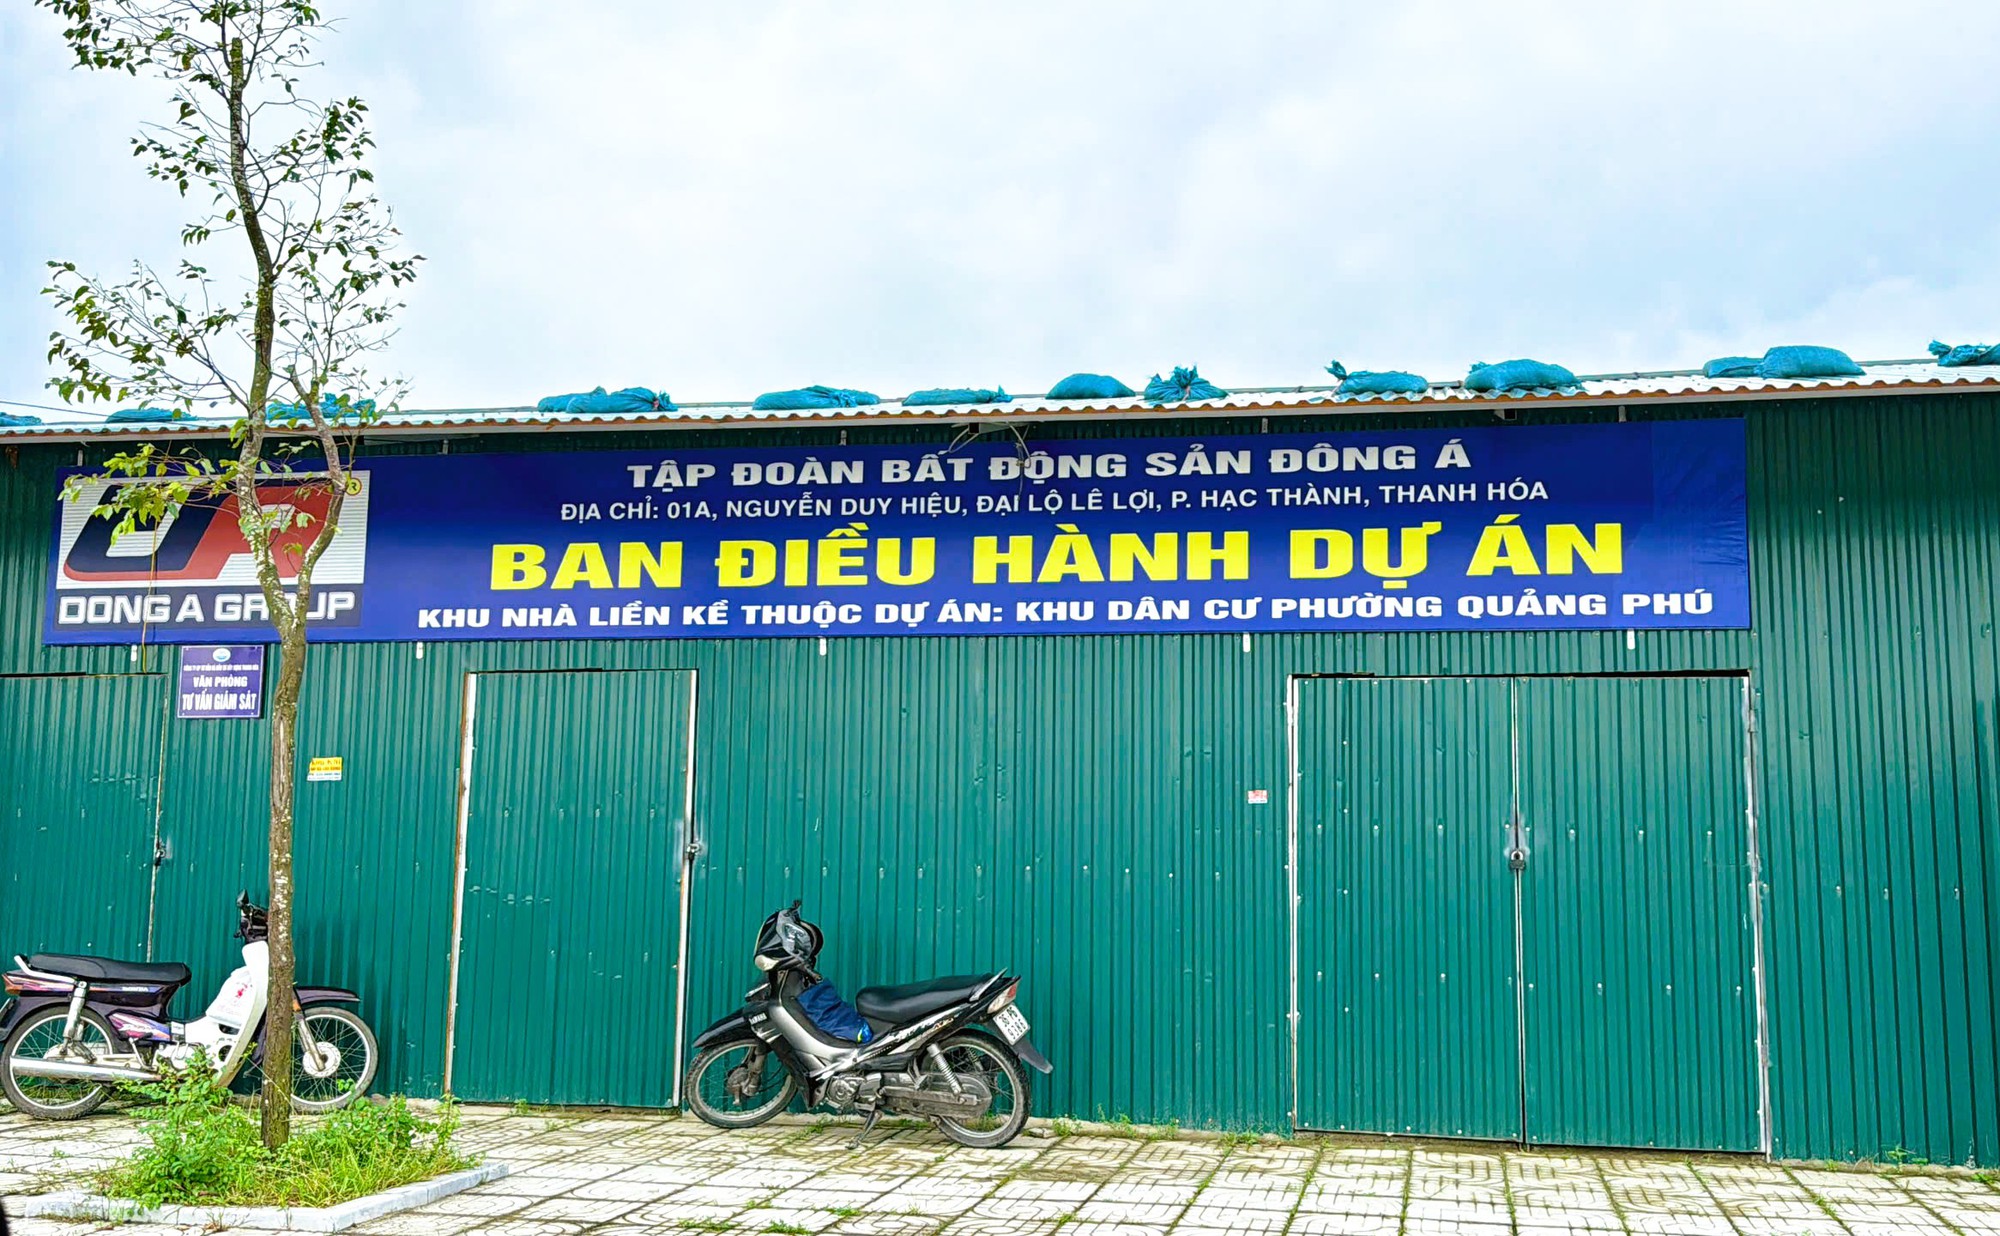 TẬP ĐOÀN BẤT ĐỘNG SẢN ĐÔNG Á
ĐỊA CHỈ: 01A, NGUYỄN DUY HIỆU, ĐẠI LỘ LÊ LỢI, P. HẠC THÀNH, THANH HÓA
BAN ĐIỀU HÀNH DỰ ÁN
KHU NHÀ LIỀN KỀ THUỘC DỰ ÁN: KHU DÂN CƯ PHƯỜNG QUẢNG PHÚ
DONG A GROUP
VĂN PHÒNG
TƯ VẤN GIÁM SÁT